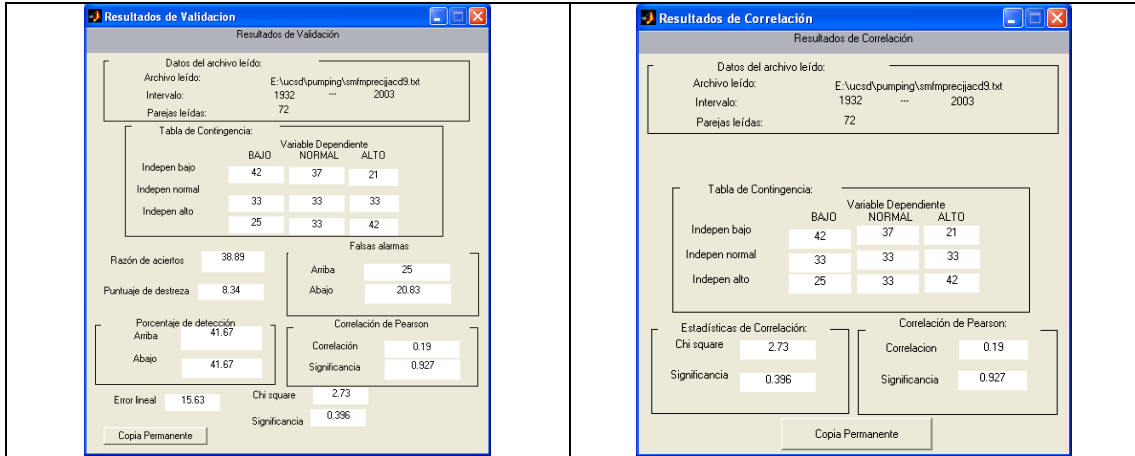 Resultados de Validacion
Resultados de Validación
Datos del archivo leído:
Archivo leído: E:\ucsd\pumping\smfmprecijacd9.txt
Intervalo: 1932 --- 2003
Parejas leídas: 72
Tabla de Contingencia:
Variable Dependiente
BAJO NORMAL ALTO
Indepen bajo 42 37 21
Indepen normal
33 33 33
Indepen alto
25 33 42
Falsas alarmas
Razón de aciertos 38.89
Arriba 25
Puntuaje de destreza 8.34
Abajo 20.83
Porcentaje de detección
Arriba 41.67
Abajo 41.67
Correlación de Pearson
Correlación 0.19
Significancia 0.927
Error lineal 15.63
Chi square 2.73
Significancia 0.396
Copia Permanente
Resultados de Correlación
Resultados de Correlación
Datos del archivo leído:
Archivo leído: E:\ucsd\pumping\smfmprecijacd9.txt
Intervalo: 1932 --- 2003
Parejas leídas: 72
Tabla de Contingencia:
Variable Dependiente
BAJO NORMAL ALTO
Indepen bajo 42 37 21
Indepen normal 33 33 33
Indepen alto 25 33 42
Estadísticas de Correlación:
Chi square 2.73
Significancia 0.396
Correlación de Pearson:
Correlacion 0.19
Significancia 0.927
Copia Permanente